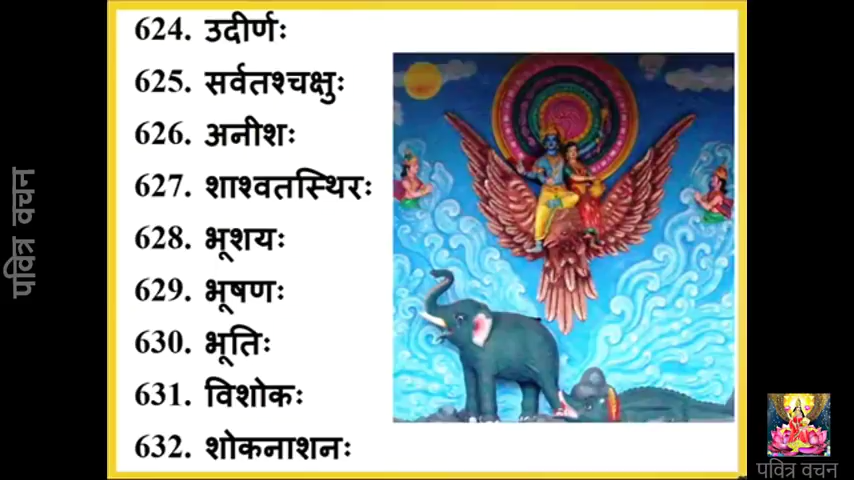 624. उदीर्णः
625. सर्वतश्चक्षुः
626. अनीशः
627. शाश्वतस्थिरः
628. भूशयः
629. भूषणः
630. भूतिः
631. विशोकः
632. शोकनाशनः
पवित्र वचन
पवित्र वचन